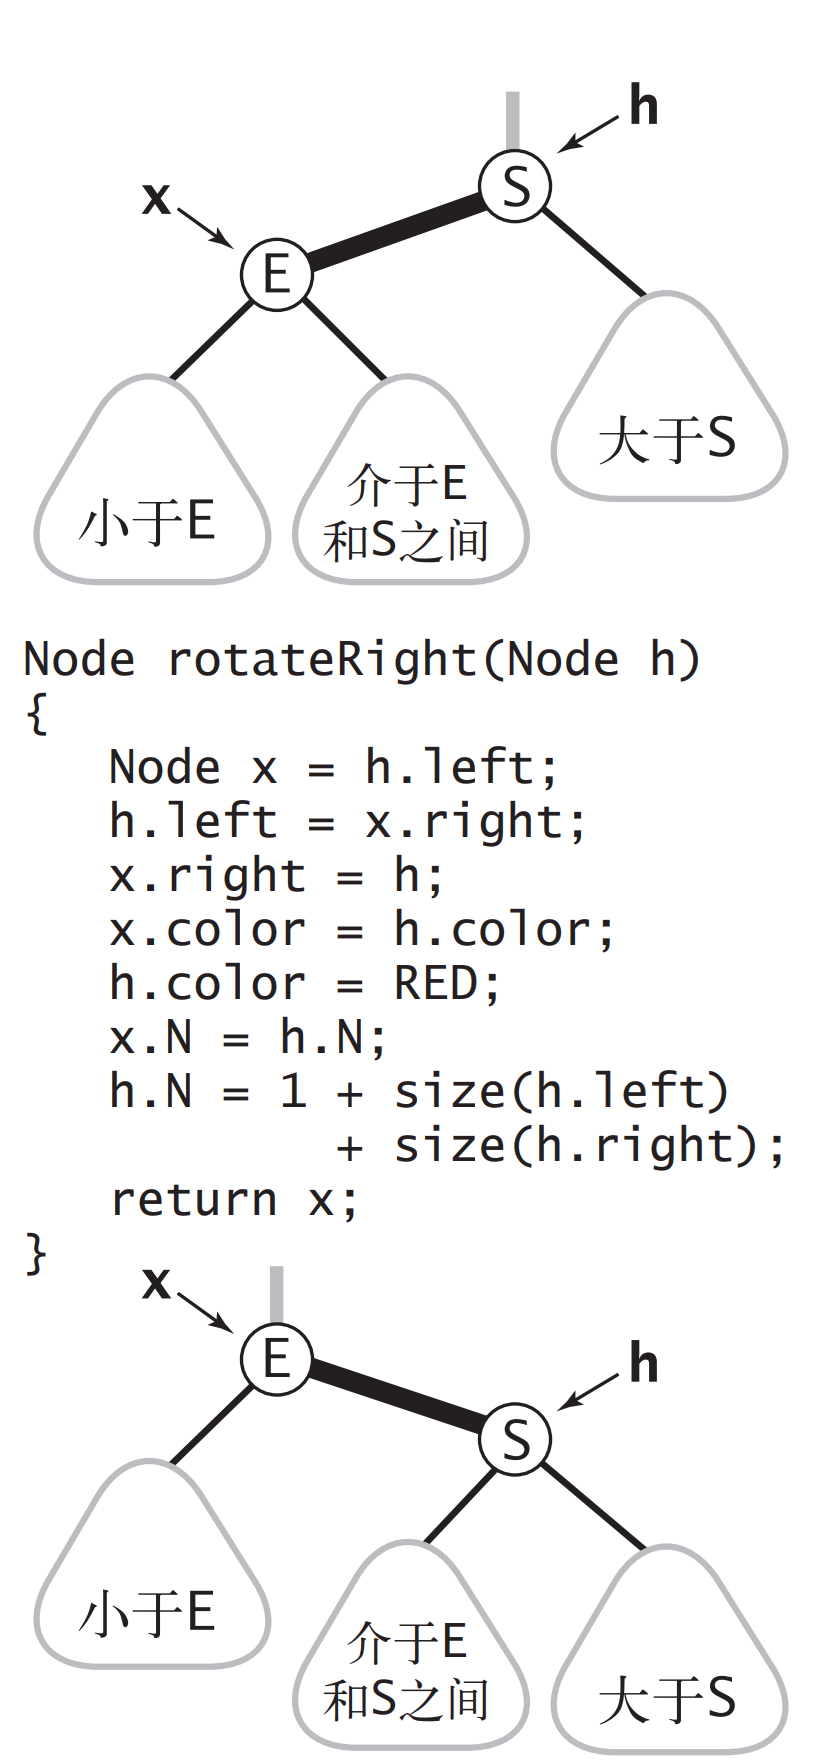 h
S
x
E
大于S
介于E
和S之间
小于E
Node rotateRight(Node h)
{
    Node x = h.left;
    h.left = x.right;
    x.right = h;
    x.color = h.color;
    h.color = RED;
    x.N = h.N;
    h.N = 1 + size(h.left)
            + size(h.right);
    return x;
}
x
E
h
S
小于E
介于E
和S之间
大于S